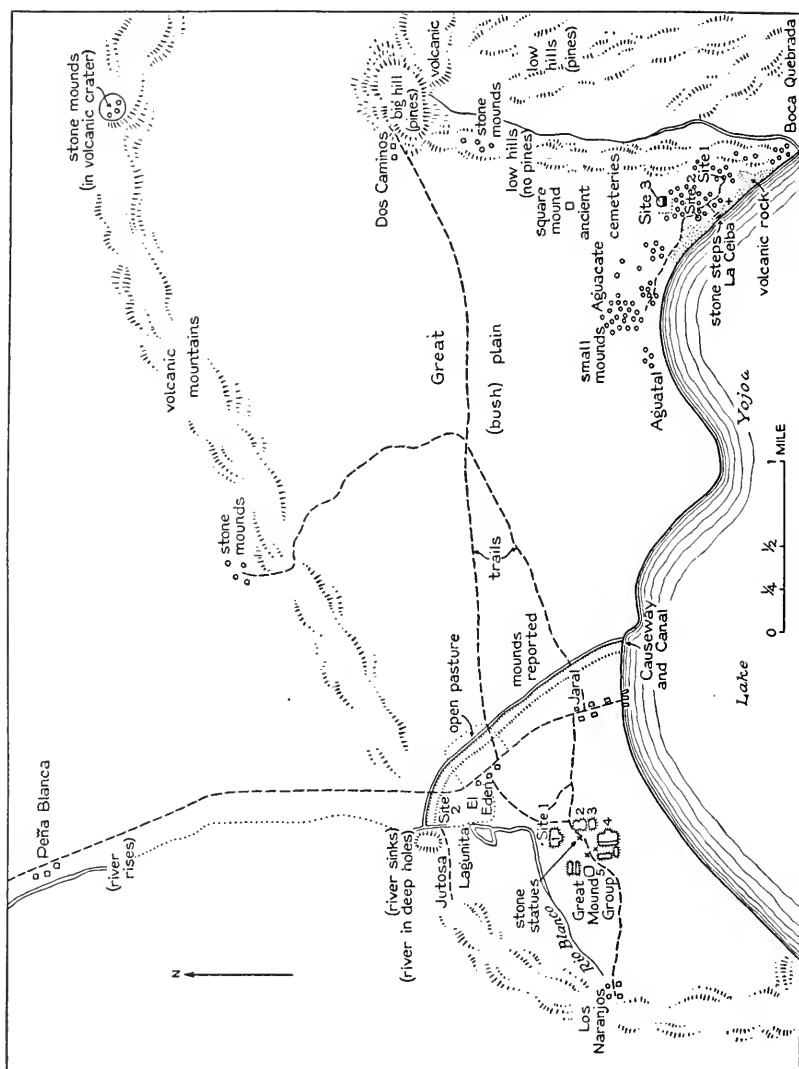 Peña Blanca
(river
rises)
N
stone mounds
(in volcanic crater)
volcanic
mountains
stone
mounds
(river sinks)
(river in deep holes)
Jutosa
Lagunita
Site
2
El
Eden
open pasture
mounds
reported
trails
Great
(bush) plain
Dos Caminos
big hill
(pines)
volcanic
low
hills
(pines)
stone
mounds
low hills
(no pines)
square
mound
ancient
cemeteries
Site 3
Site 2
Site 1
Aguacate
small
mounds
Aguatal
stone steps
La Ceiba
volcanic rock
Boca Quebrada
Jaral
Causeway
and Canal
Site 1
1
2
3
4
5
stone
statues
Great
Mound
Group
Rio Blanco
Los
Naranjos
Lake
Yojoa
0
1/4
1/2
1 MILE